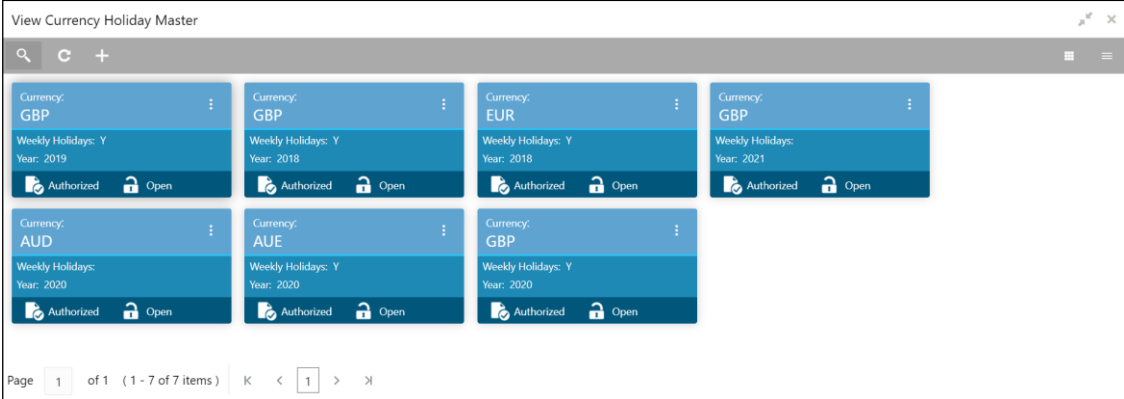 View Currency Holiday Master
Currency:
GBP
Weekly Holidays: Y
Year: 2019
Authorized Open
Currency:
GBP
Weekly Holidays: Y
Year: 2018
Authorized Open
Currency:
EUR
Weekly Holidays: Y
Year: 2018
Authorized Open
Currency:
GBP
Weekly Holidays:
Year: 2021
Authorized Open
Currency:
AUD
Weekly Holidays:
Year: 2020
Authorized Open
Currency:
AUE
Weekly Holidays: Y
Year: 2020
Authorized Open
Currency:
GBP
Weekly Holidays: Y
Year: 2020
Authorized Open
Page 1 of 1 ( 1 - 7 of 7 items ) 1